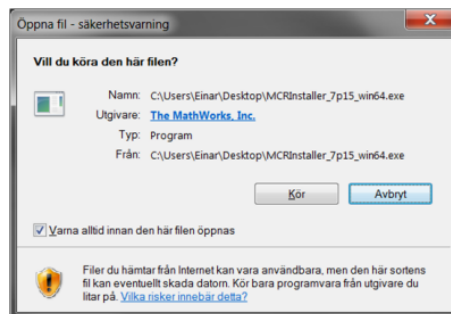 Öppna fil - säkerhetsvarning
Vill du köra den här filen?
Namn: C:\Users\Einar\Desktop\MCRInstaller_7p15_win64.exe
Utgivare: The MathWorks, Inc.
Typ: Program
Från: C:\Users\Einar\Desktop\MCRInstaller_7p15_win64.exe
Kör Avbryt
Varna alltid innan den här filen öppnas
Filer du hämtar från Internet kan vara användbara, men den här sortens
fil kan eventuellt skada datorn. Kör bara programvara från utgivare du
litar på. Vilka risker innebär detta?